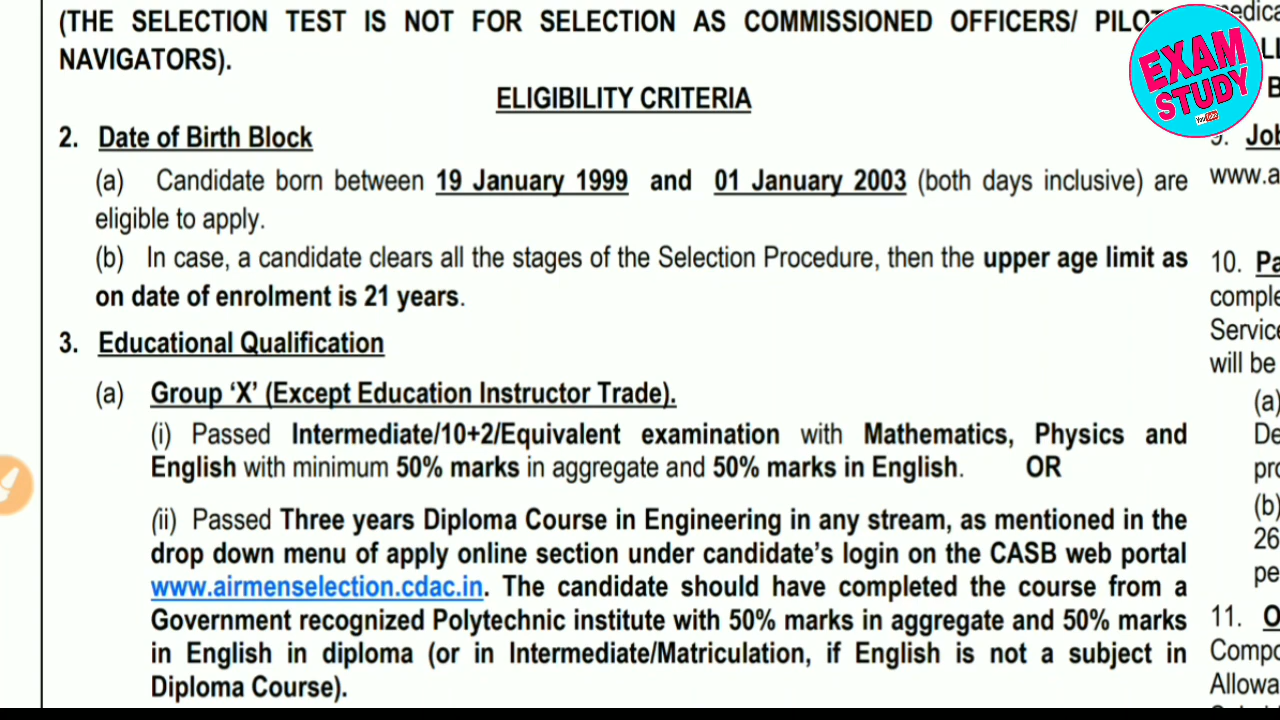 (THE SELECTION TEST IS NOT FOR SELECTION AS COMMISSIONED OFFICERS/
NAVIGATORS).
ELIGIBILITY CRITERIA
2. Date of Birth Block
(a) Candidate born between 19 January 1999 and 01 January 2003 (both days inclusive) are
eligible to apply.
(b) In case, a candidate clears all the stages of the Selection Procedure, then the upper age limit as
on date of enrolment is 21 years.
3. Educational Qualification
(a) Group ‘X’ (Except Education Instructor Trade).
(i) Passed Intermediate/10+2/Equivalent examination with Mathematics, Physics and
English with minimum 50% marks in aggregate and 50% marks in English. OR
(ii) Passed Three years Diploma Course in Engineering in any stream, as mentioned in the
drop down menu of apply online section under candidate’s login on the CASB web portal
www.airmenselection.cdac.in. The candidate should have completed the course from a
Government recognized Polytechnic institute with 50% marks in aggregate and 50% marks
in English in diploma (or in Intermediate/Matriculation, if English is not a subject in
Diploma Course).
EXAM
STUDY
YouTube
9.
www.a
10.
Service
will be
(a)
(b)
26
11.